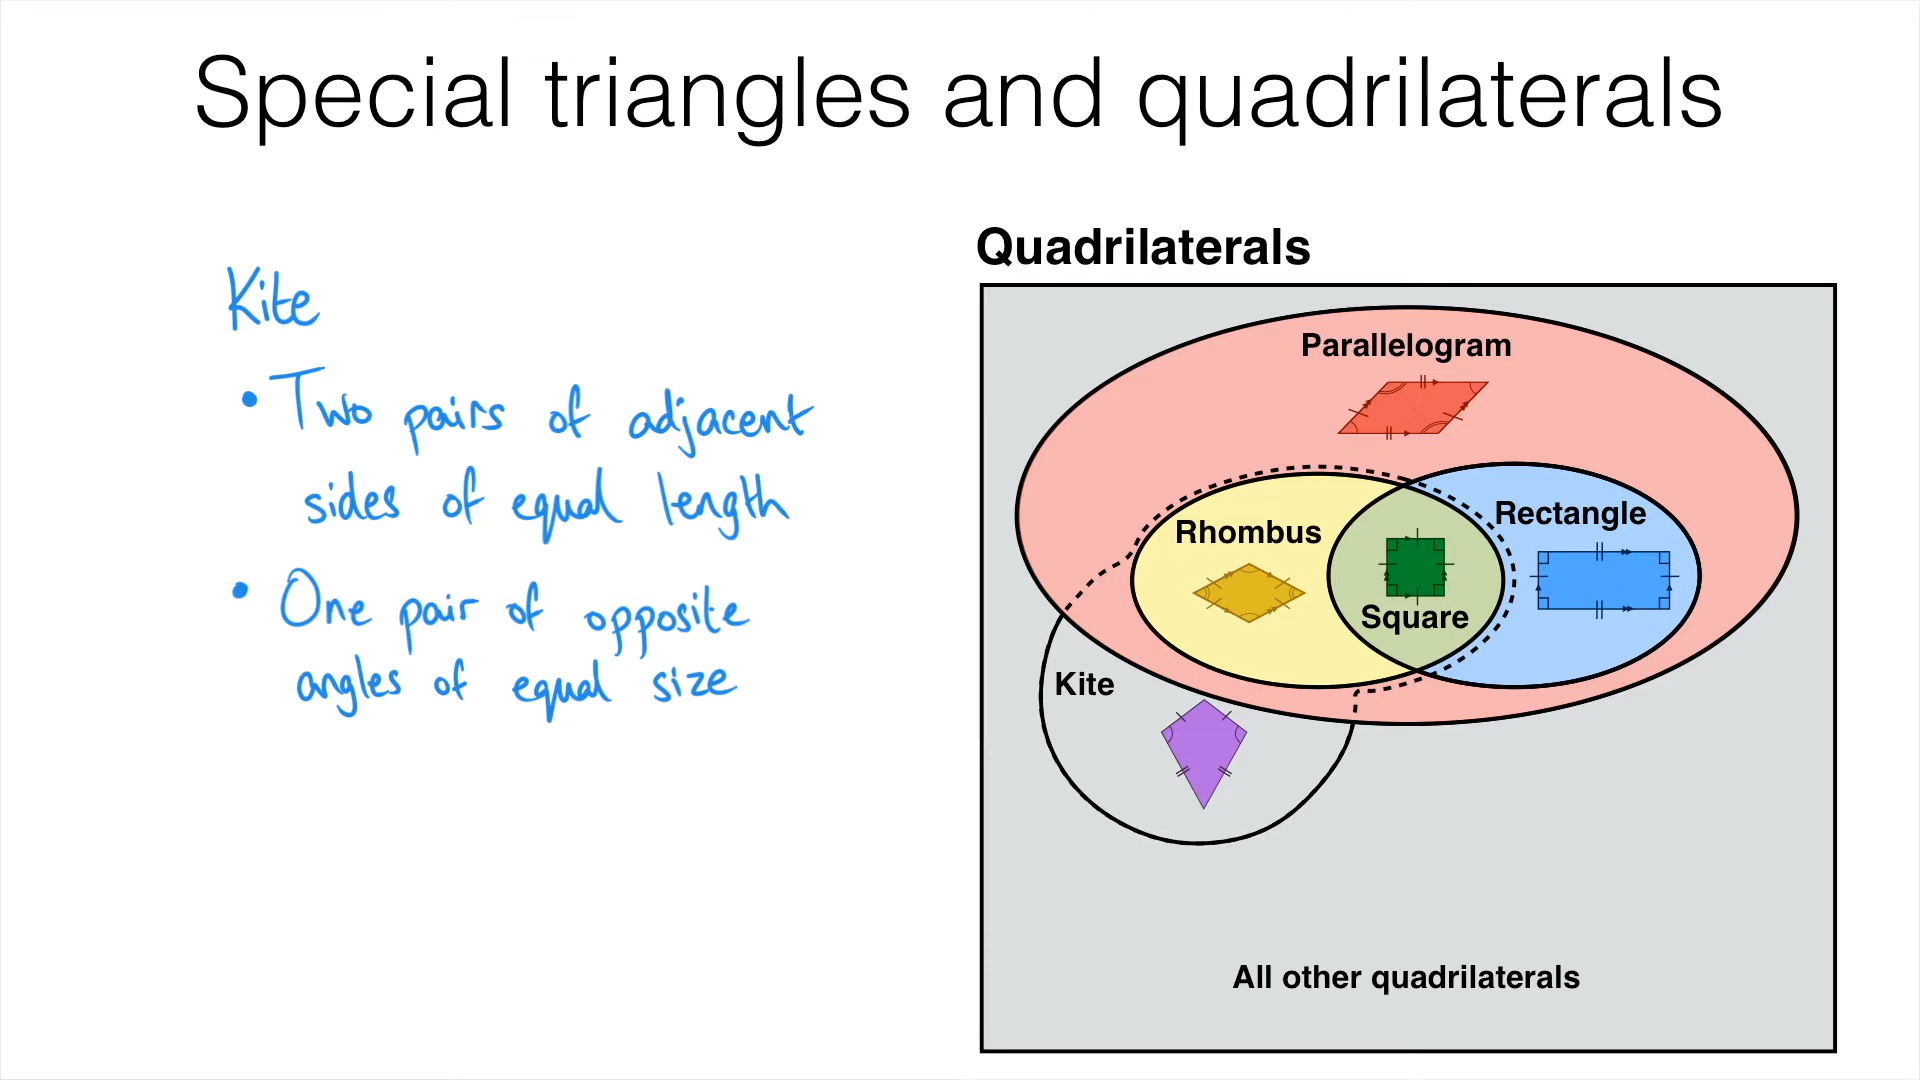 Special triangles and quadrilaterals
Kite
• Two pairs of adjacent
sides of equal length
• One pair of opposite
angles of equal size
Quadrilaterals
Parallelogram
Rhombus
Rectangle
Square
Kite
All other quadrilaterals